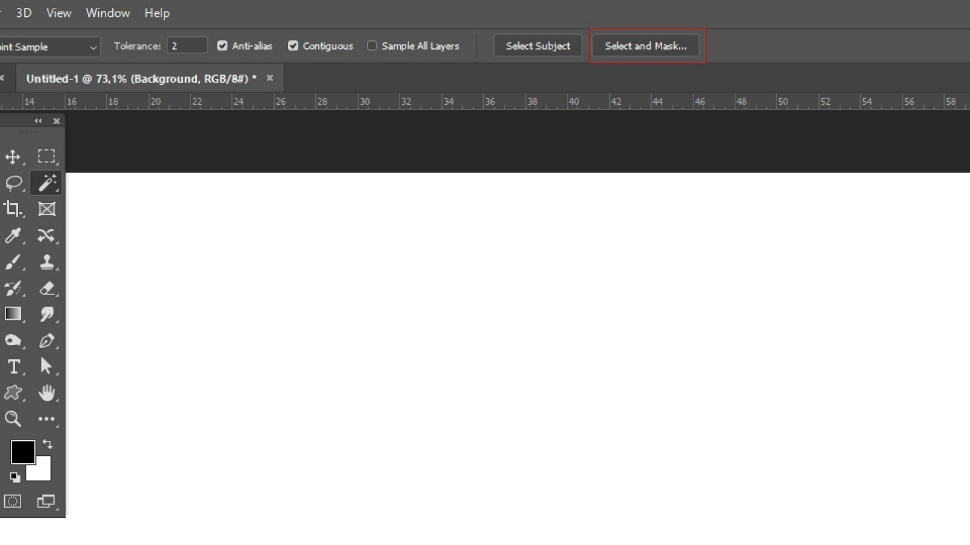 3D View Window Help
int Sample Tolerance: 2 Anti-alias Contiguous Sample All Layers Select Subject Select and Mask...
Untitled-1 @ 73,1% (Background, RGB/8#) *
14 16 18 20 22 24 26 28 30 32 34 36 38 40 42 44 46 48 50 52 54 56 58